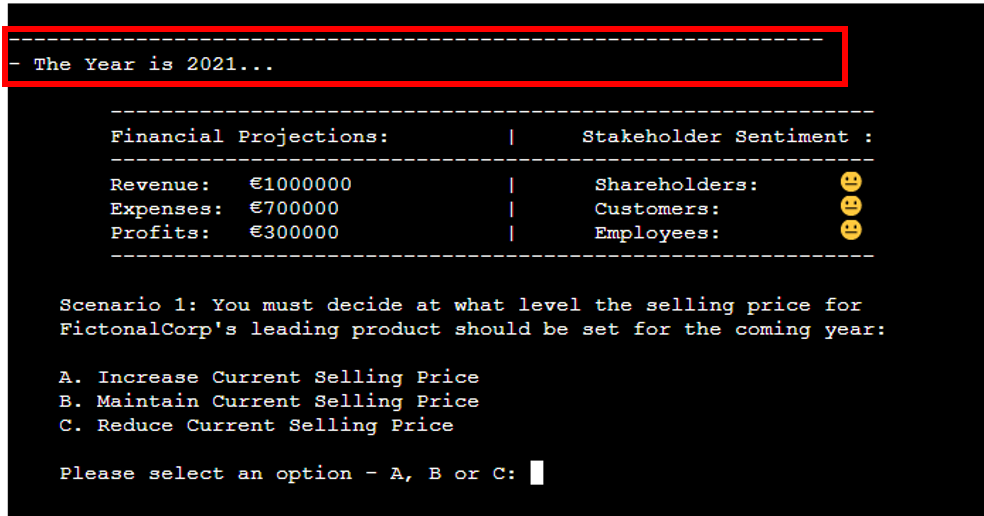 - The Year is 2021...
Financial Projections: | Stakeholder Sentiment :
Revenue: €1000000 | Shareholders: 😐
Expenses: €700000 | Customers: 😐
Profits: €300000 | Employees: 😐
Scenario 1: You must decide at what level the selling price for
FictonalCorp's leading product should be set for the coming year:
A. Increase Current Selling Price
B. Maintain Current Selling Price
C. Reduce Current Selling Price
Please select an option - A, B or C: